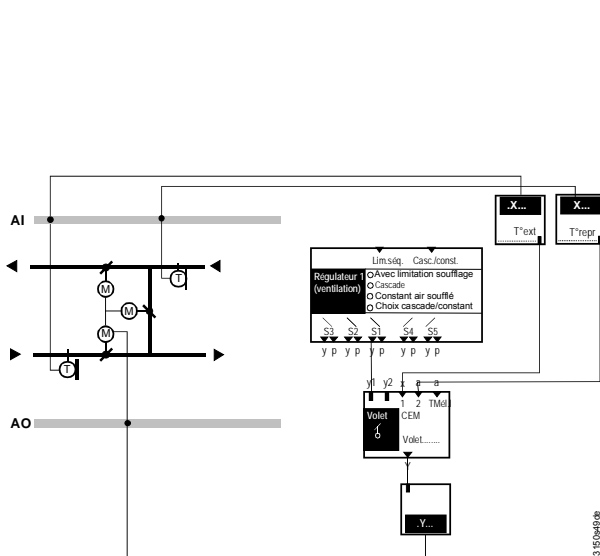 .X...
X...
AI
T°ext
T°repr
Lim.séq. Casc./const.
Régulateur 1
(ventilation)
Avec limitation soufflage
Cascade
Constant air soufflé
Choix cascade/constant
T
M
M
M
S3 S2 S1 S4 S5
y p y p y p y p y p
T
y1 y2 x a a
1 2 TMél
Volet
CEM
AO
Volet........
y
.Y...
3150s49de